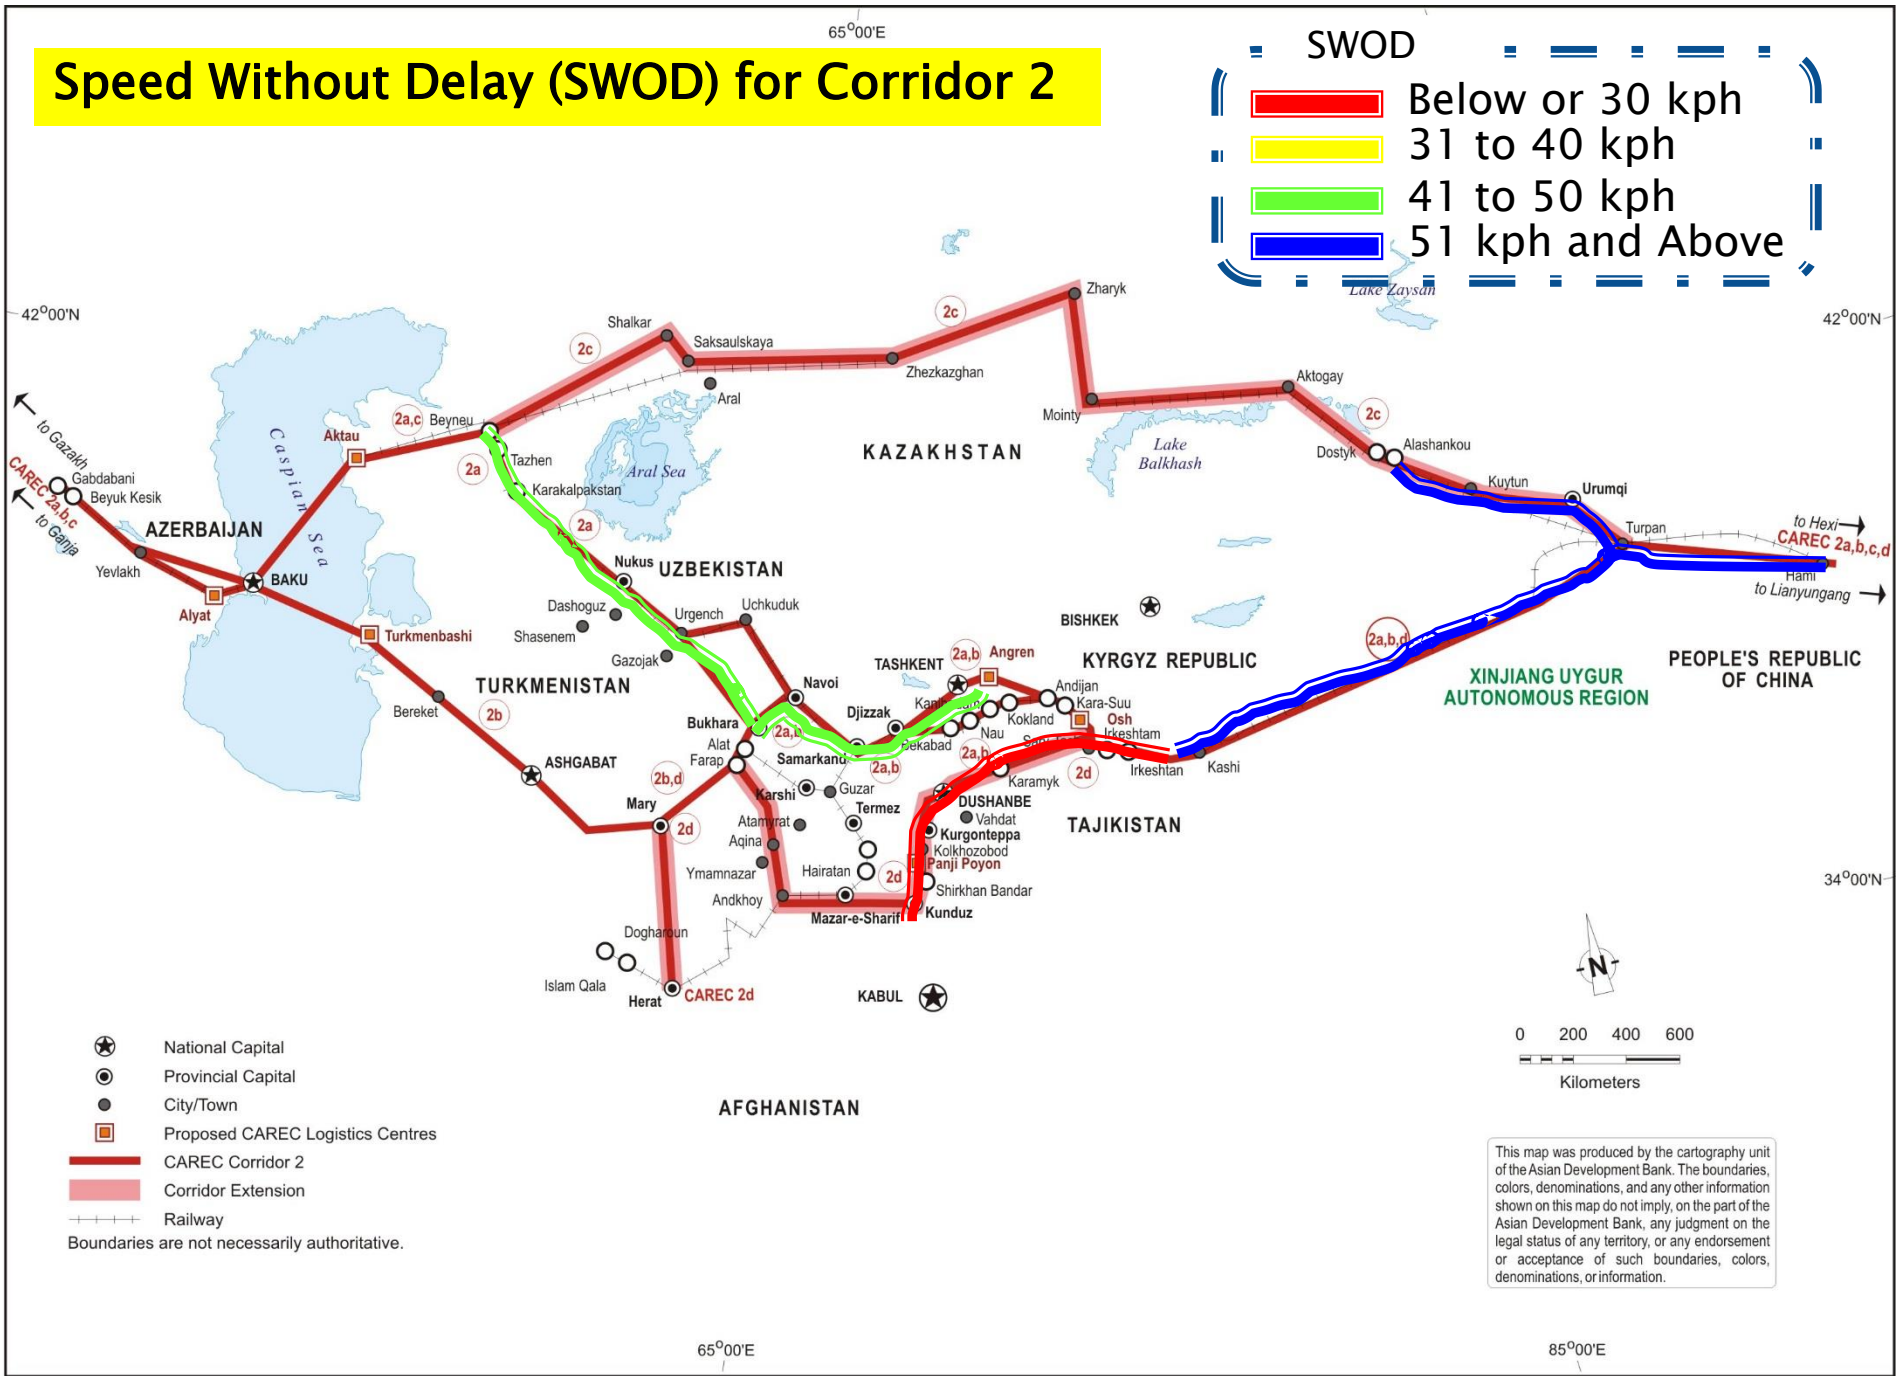 65°00'E
Speed Without Delay (SWOD) for Corridor 2
SWOD
Below or 30 kph
31 to 40 kph
41 to 50 kph
51 kph and Above
Lake Zaysan
42°00'N
42°00'N
Zharyk
2c
Shalkar
Saksaulskaya
2c
Zhezkazghan
Aktogay
Aral
Mointy
2c
2a,c
Beyneu
Aktau
to Gazakh
CAREC 2a,b,c
to Ganja
Gabdabani
Beyuk Kesik
Caspian Sea
2a
Tazhen
Karakalpakstan
Aral Sea
KAZAKHSTAN
Lake
Balkhash
Dostyk
Alashankou
Kuytun
Urumqi
Turpan
to Hexi
CAREC 2a,b,c,d
Hami
to Lianyungang
AZERBAIJAN
Yevlakh
BAKU
Alyat
Turkmenbashi
2a
Nukus
UZBEKISTAN
Dashoguz
Shasenem
Urgench
Uchkuduk
Gazojak
BISHKEK
KYRGYZ REPUBLIC
2a,b,d
XINJIANG UYGUR
AUTONOMOUS REGION
PEOPLE'S REPUBLIC
OF CHINA
TURKMENISTAN
Bereket
2b
TASHKENT
2a,b
Angren
Navoi
Andijan
Kara-Suu
Osh
Bukhara
2a,b
Djizzak
Kokland
Nau
Bekabad
Irkeshtam
Alat
Farap
Samarkand
2a,b
2a,b
Karamyk
2d
Irkeshtan
Kashi
ASHGABAT
2b,d
Mary
2d
Karshi
Guzar
Termez
DUSHANBE
Vahdat
TAJIKISTAN
Atamyrat
Aqina
Kurgonteppa
Kolkhozobod
Panji Poyon
Ymamnazar
Hairatan
2d
Shirkhan Bandar
Andkhoy
Mazar-e-Sharif
Kunduz
34°00'N
Dogharoun
Islam Qala
Herat
CAREC 2d
KABUL
N
National Capital
Provincial Capital
City/Town
Proposed CAREC Logistics Centres
CAREC Corridor 2
Corridor Extension
Railway
Boundaries are not necessarily authoritative.
AFGHANISTAN
0 200 400 600
Kilometers
This map was produced by the cartography unit
of the Asian Development Bank. The boundaries,
colors, denominations, and any other information
shown on this map do not imply, on the part of the
Asian Development Bank, any judgment on the
legal status of any territory, or any endorsement
or acceptance of such boundaries, colors,
denominations, or information.
65°00'E
85°00'E